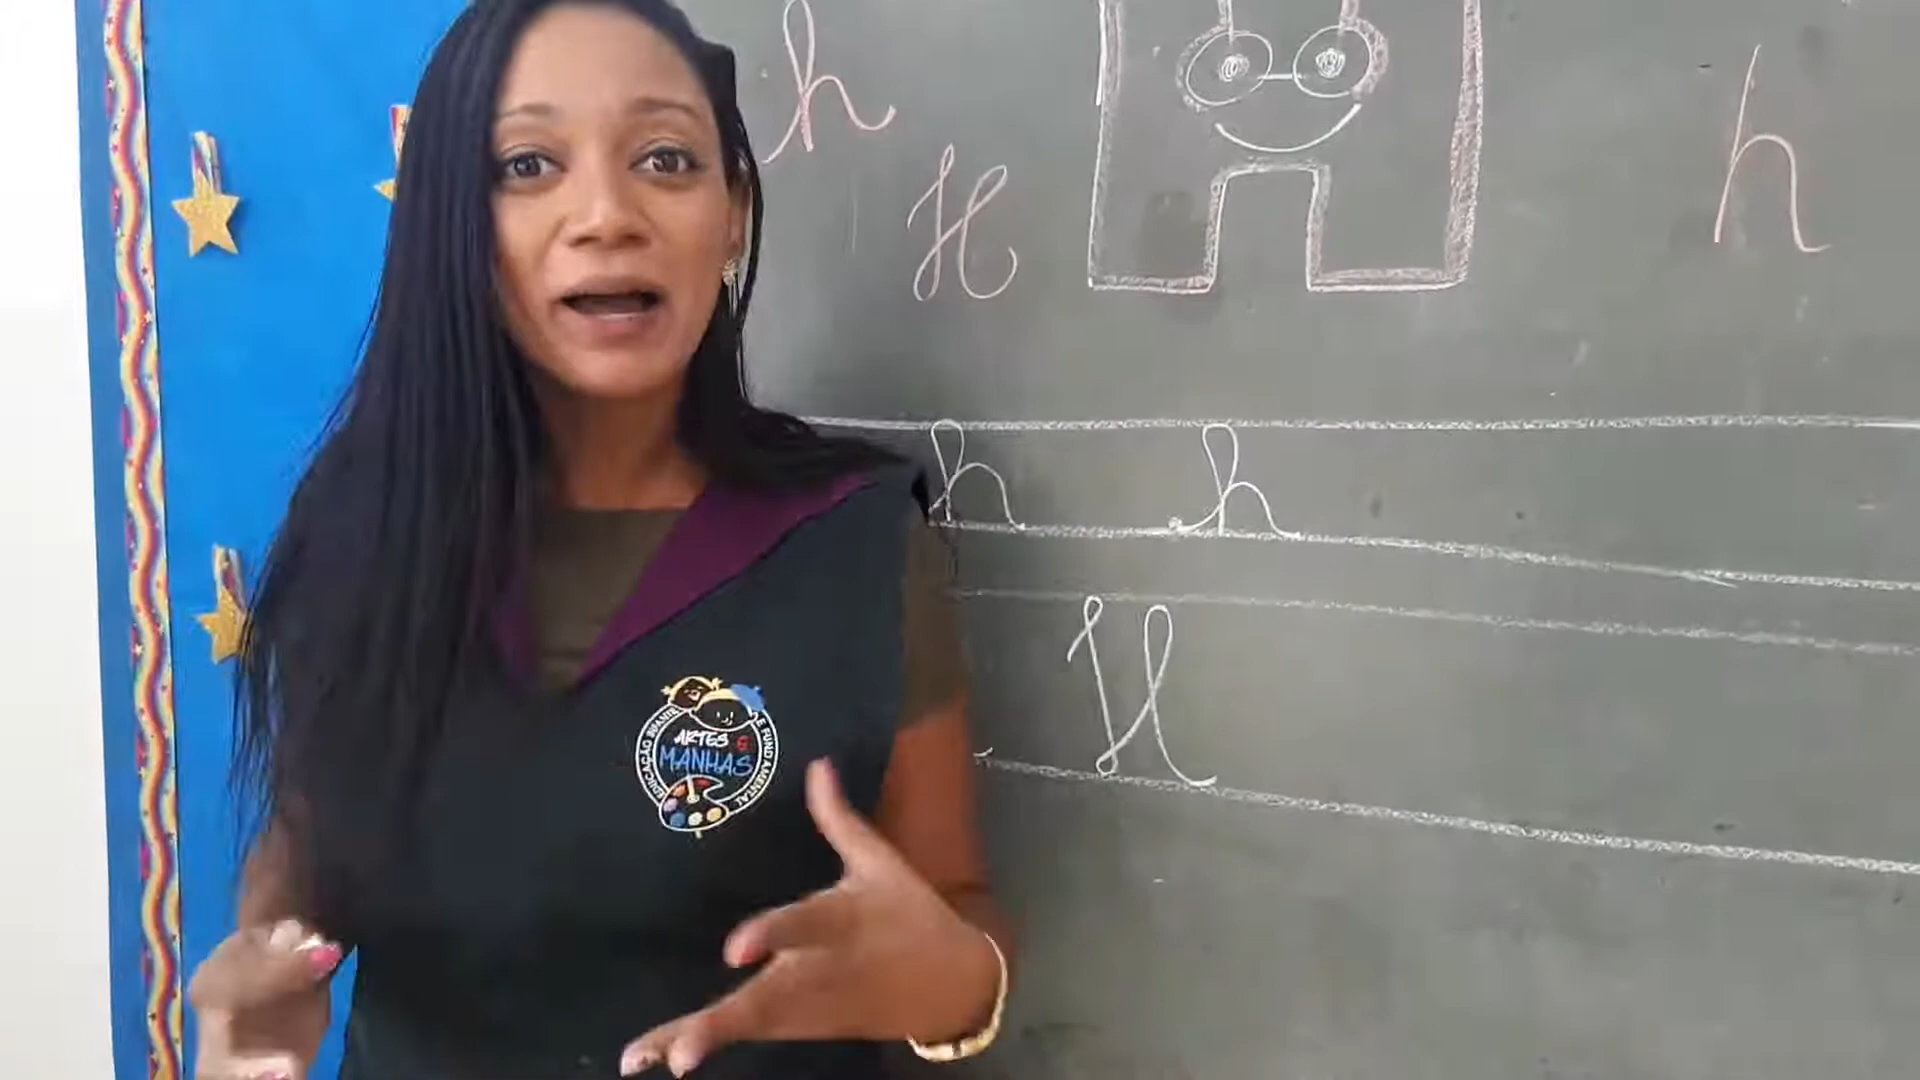 h
H
h
h h
H
EDUCAÇÃO INFANTIL E FUNDAMENTAL
ARTES E
MANHAS